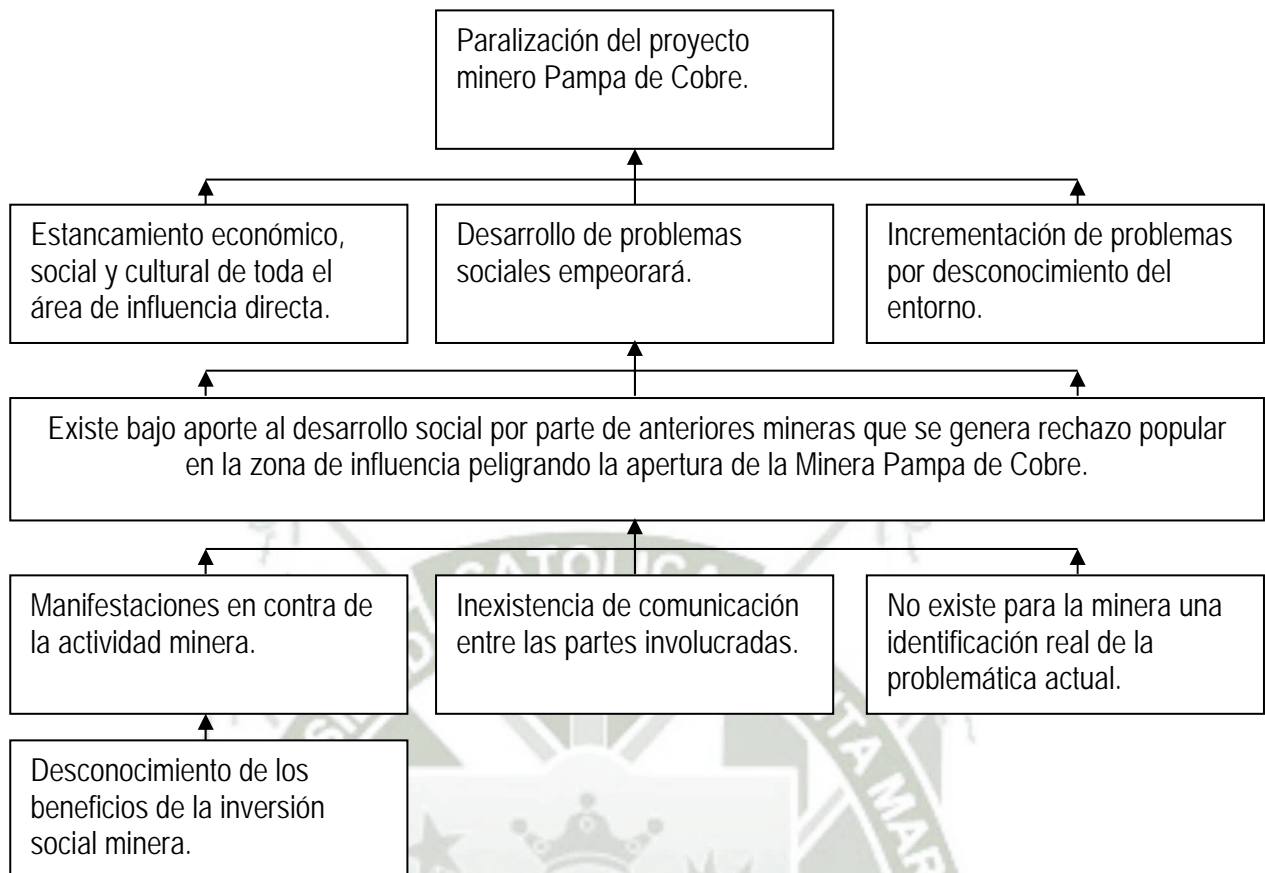 Paralización del proyecto
minero Pampa de Cobre.
Estancamiento económico,
social y cultural de toda el
área de influencia directa.
Desarrollo de problemas
sociales empeorará.
Incrementación de problemas
por desconocimiento del
entorno.
Existe bajo aporte al desarrollo social por parte de anteriores mineras que se genera rechazo popular
en la zona de influencia peligrando la apertura de la Minera Pampa de Cobre.
Manifestaciones en contra de
la actividad minera.
Inexistencia de comunicación
entre las partes involucradas.
No existe para la minera una
identificación real de la
problemática actual.
Desconocimiento de los
beneficios de la inversión
social minera.
CATOLICA